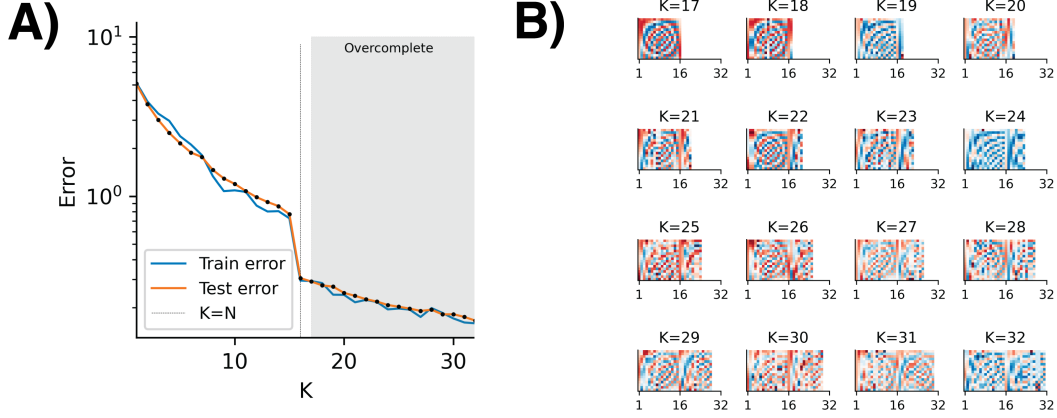 A)
10¹
10⁰
Error
Overcomplete
Train error
Test error
K=N
10 20 30
K
B)
K=17 K=18 K=19 K=20
1 16 32 1 16 32 1 16 32 1 16 32
K=21 K=22 K=23 K=24
1 16 32 1 16 32 1 16 32 1 16 32
K=25 K=26 K=27 K=28
1 16 32 1 16 32 1 16 32 1 16 32
K=29 K=30 K=31 K=32
1 16 32 1 16 32 1 16 32 1 16 32